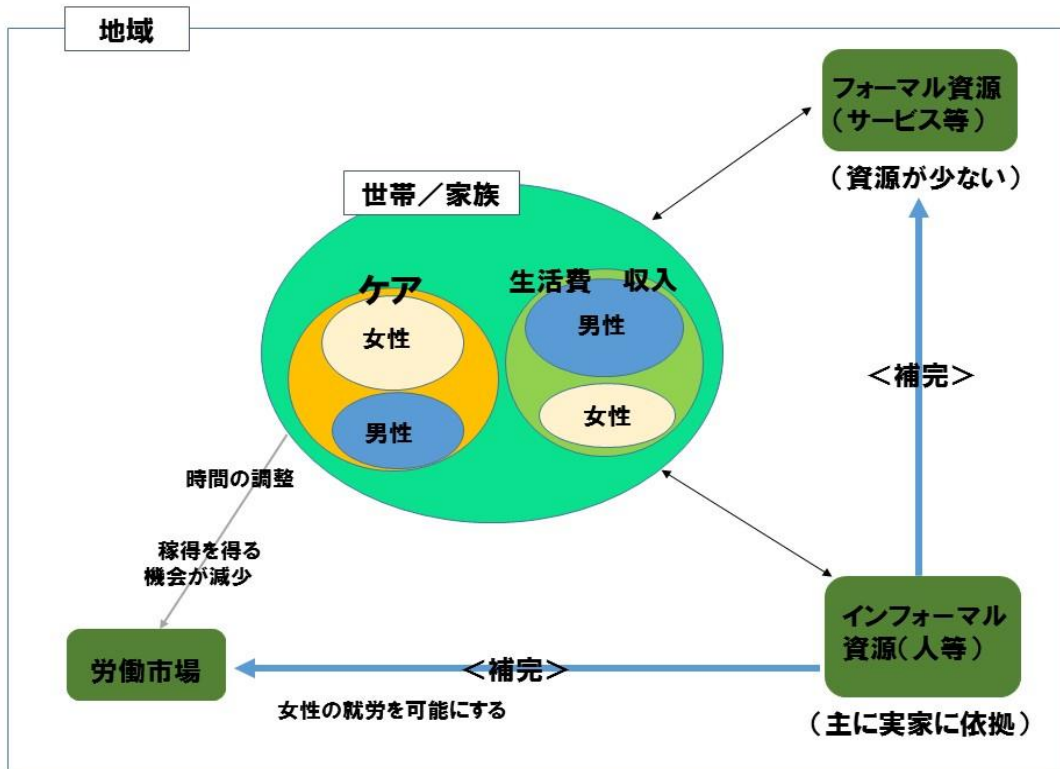 地域
フォーマル資源
（サービス等）
（資源が少ない）
世帯／家族
ケア
生活費　収入
女性
男性
男性
女性
＜補完＞
時間の調整
稼得を得る
機会が減少
労働市場
＜補完＞
女性の就労を可能にする
インフォーマル
資源（人等）
（主に実家に依拠）